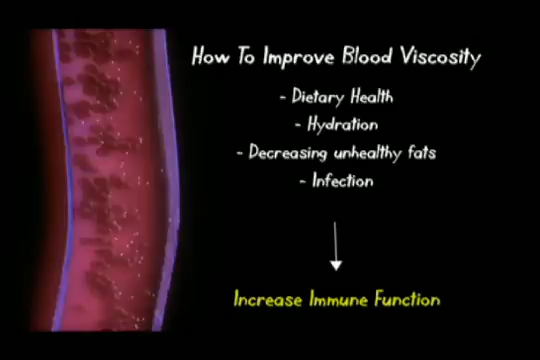 How To Improve Blood Viscosity
- Dietary Health
- Hydration
- Decreasing unhealthy fats
- Infection
Increase Immune Function